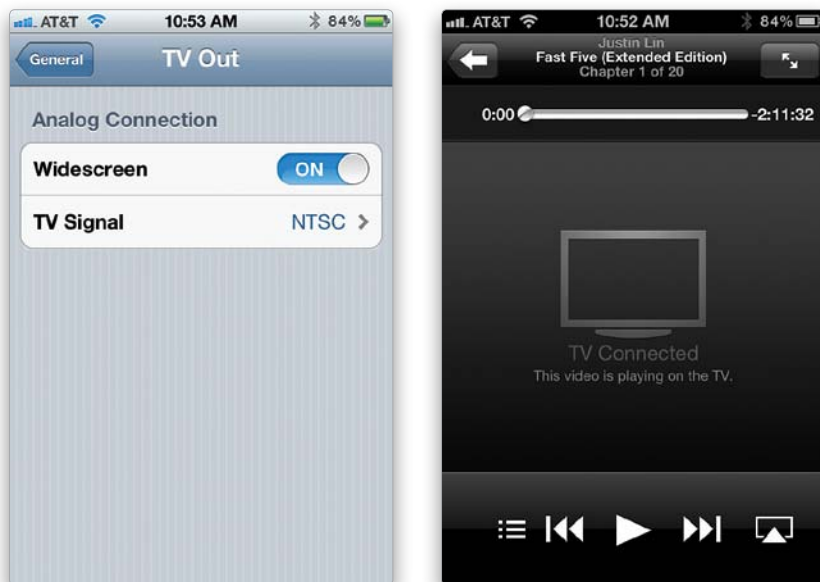 AT&T 10:53 AM 84%
General TV Out
Analog Connection
Widescreen ON
TV Signal NTSC
AT&T 10:52 AM 84%
Justin Lin
Fast Five (Extended Edition)
Chapter 1 of 20
0:00 -2:11:32
TV Connected
This video is playing on the TV.